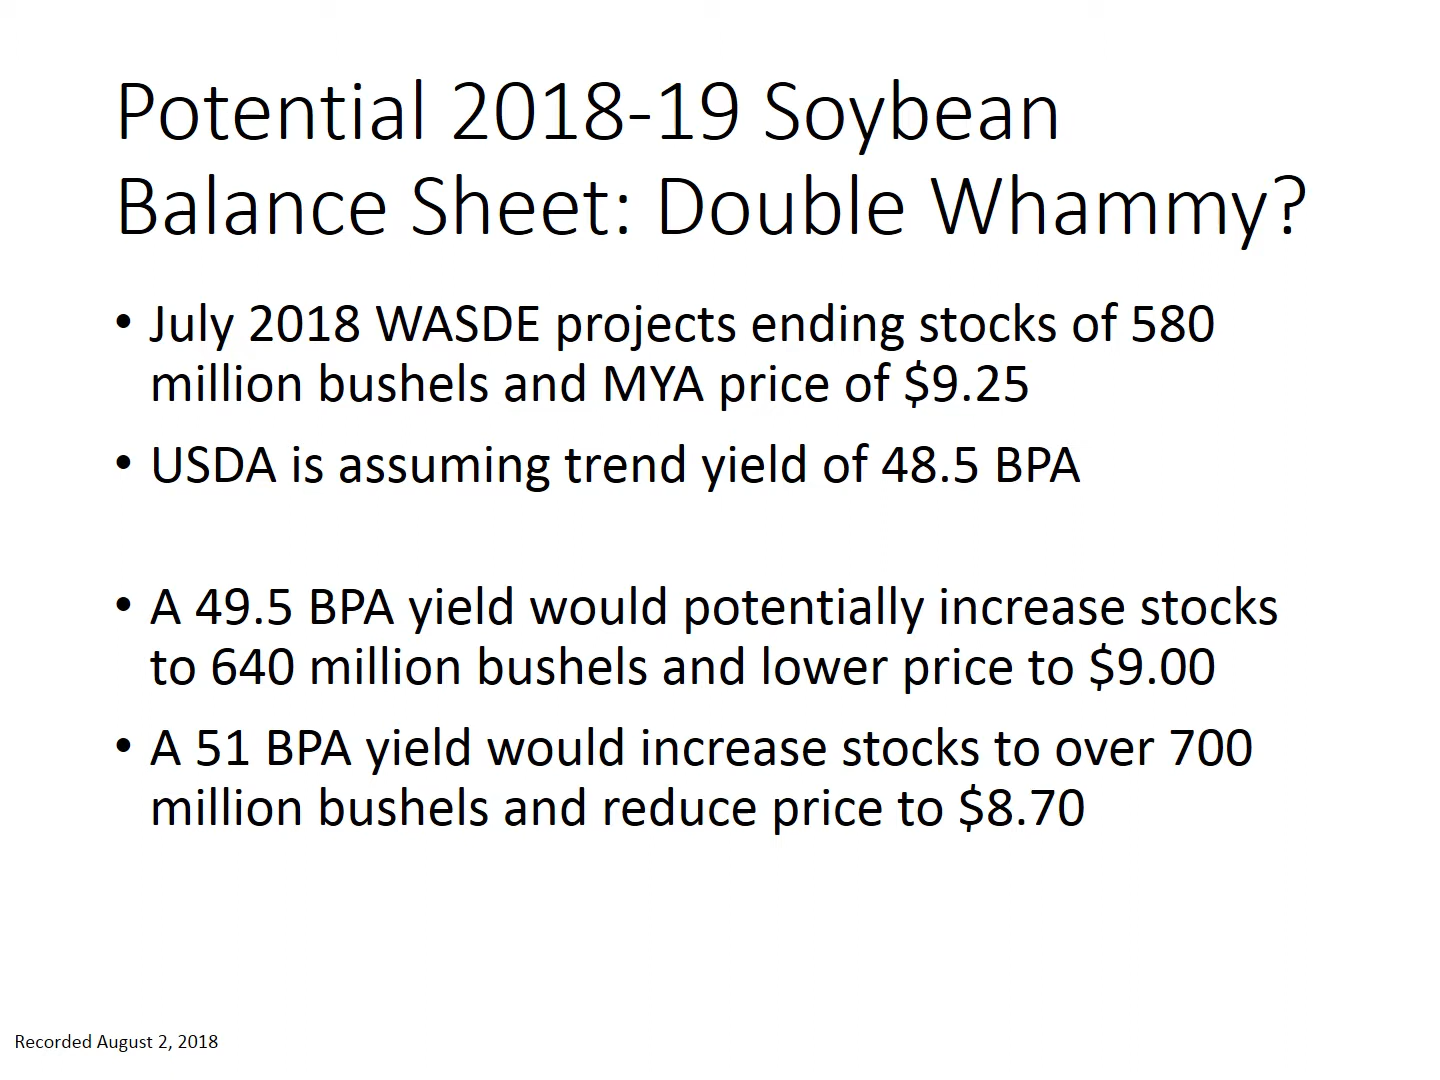 Potential 2018-19 Soybean
Balance Sheet: Double Whammy?
• July 2018 WASDE projects ending stocks of 580
million bushels and MYA price of $9.25
• USDA is assuming trend yield of 48.5 BPA
• A 49.5 BPA yield would potentially increase stocks
to 640 million bushels and lower price to $9.00
• A 51 BPA yield would increase stocks to over 700
million bushels and reduce price to $8.70
Recorded August 2, 2018